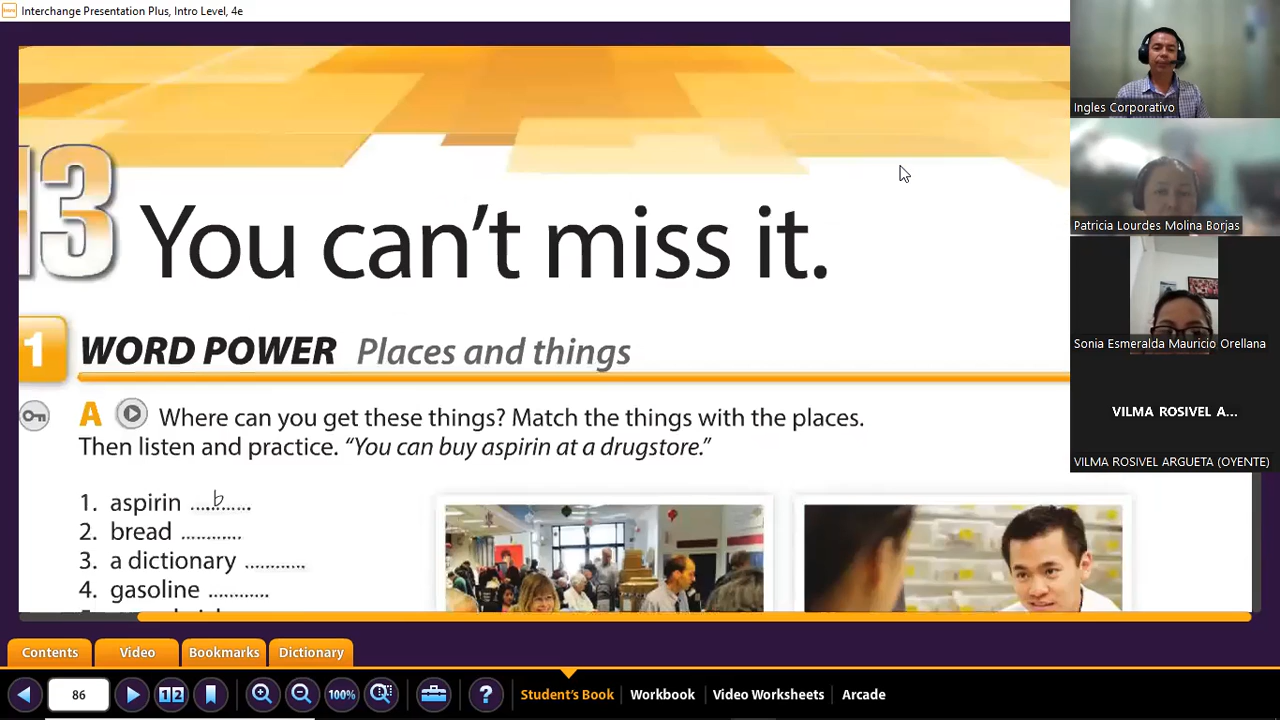 Interchange Presentation Plus, Intro Level, 4e
13
You can't miss it.
1 WORD POWER Places and things
A Where can you get these things? Match the things with the places.
Then listen and practice. "You can buy aspirin at a drugstore."
1. aspirin ....b....
2. bread ...........
3. a dictionary ............
4. gasoline ............
Ingles Corporativo
Patricia Lourdes Molina Borjas
Sonia Esmeralda Mauricio Orellana
VILMA ROSIVEL A...
VILMA ROSIVEL ARGUETA (OYENTE)
Contents
Video
Bookmarks
Dictionary
86
12
100%
?
Student's Book
Workbook
Video Worksheets
Arcade